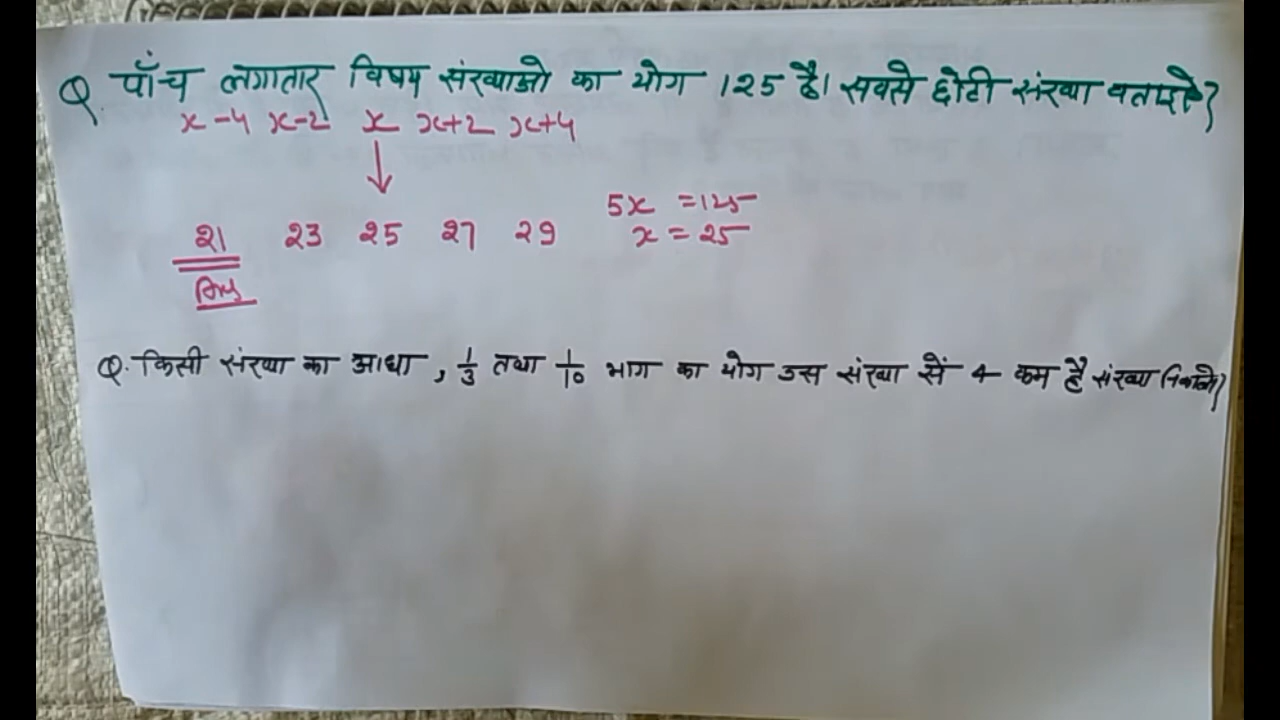 Q. पाँच लगातार विषम संख्याओ का योग 125 है। सबसे छोटी संख्या बताओ?
x-4 x-2 x x+2 x+4
↓
5x = 125
21 23 25 27 29 x = 25
Ans
Q. किसी संख्या का आधा, 1/3 तथा 1/10 भाग का योग उस संख्या सें 4 कम है संख्या निकालो?